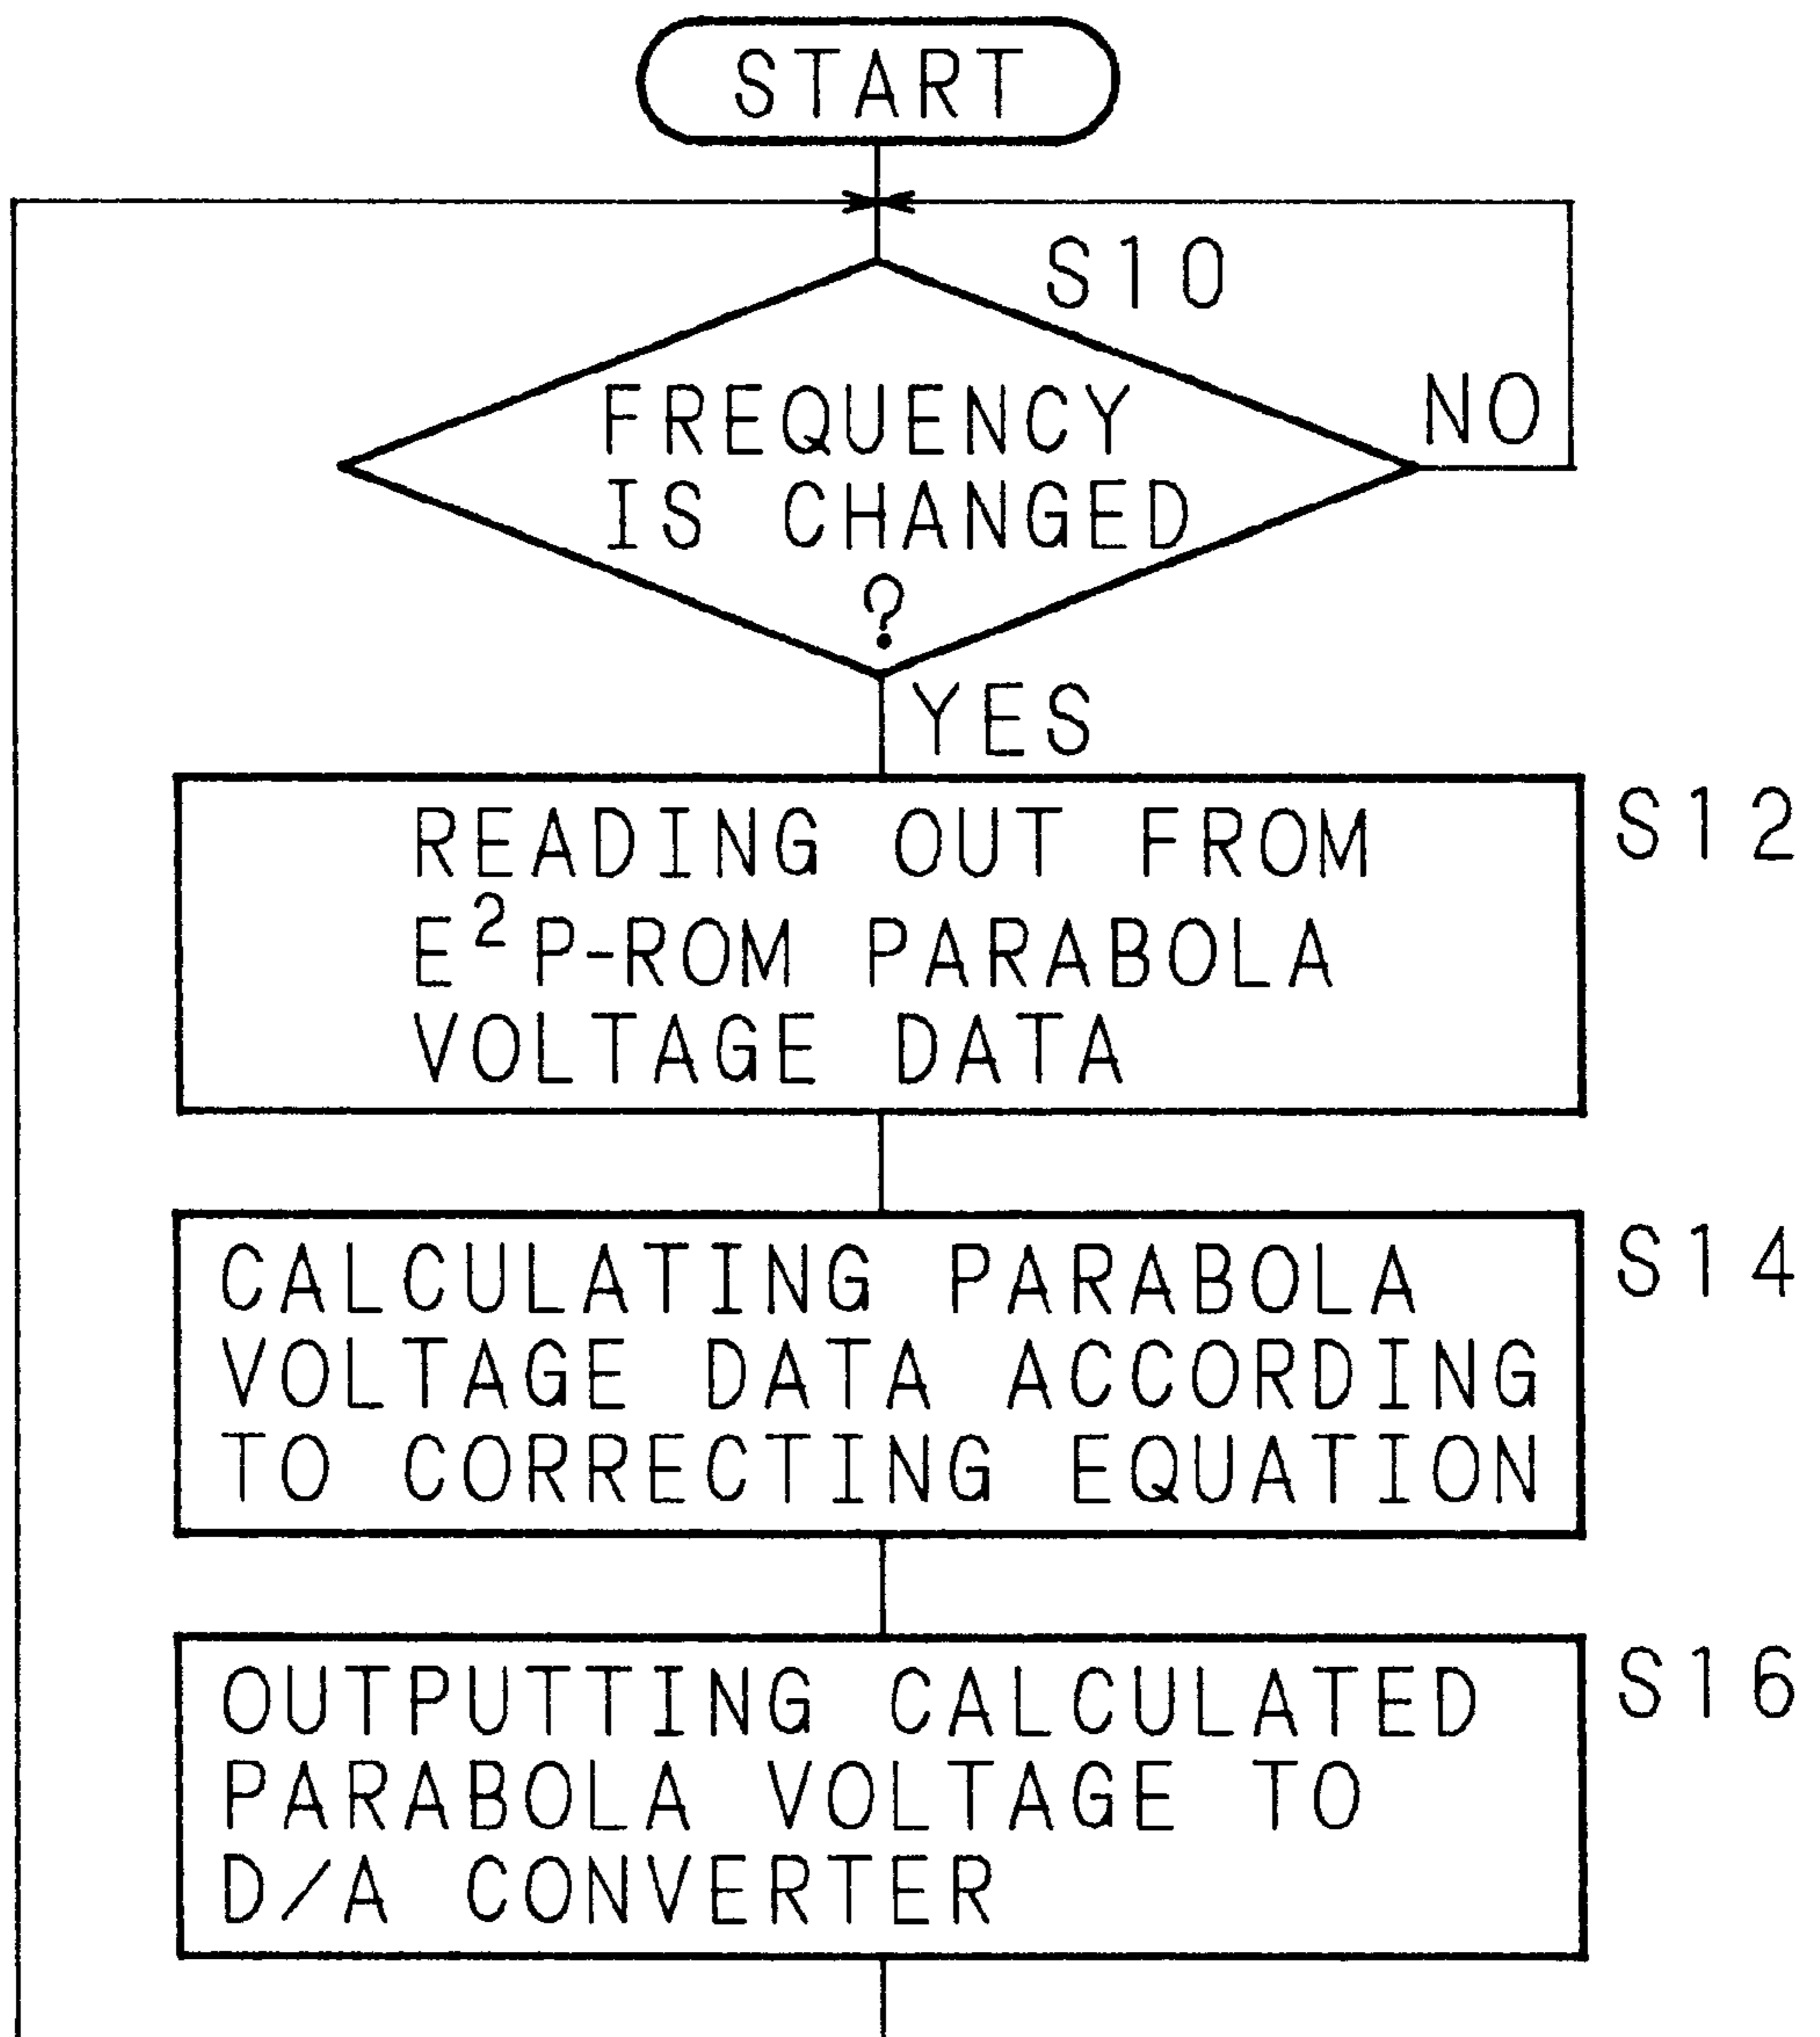 START
S10
FREQUENCY
IS CHANGED
?
NO
YES
S12
READING OUT FROM
E² P-ROM PARABOLA
VOLTAGE DATA
S14
CALCULATING PARABOLA
VOLTAGE DATA ACCORDING
TO CORRECTING EQUATION
S16
OUTPUTTING CALCULATED
PARABOLA VOLTAGE TO
D/A CONVERTER